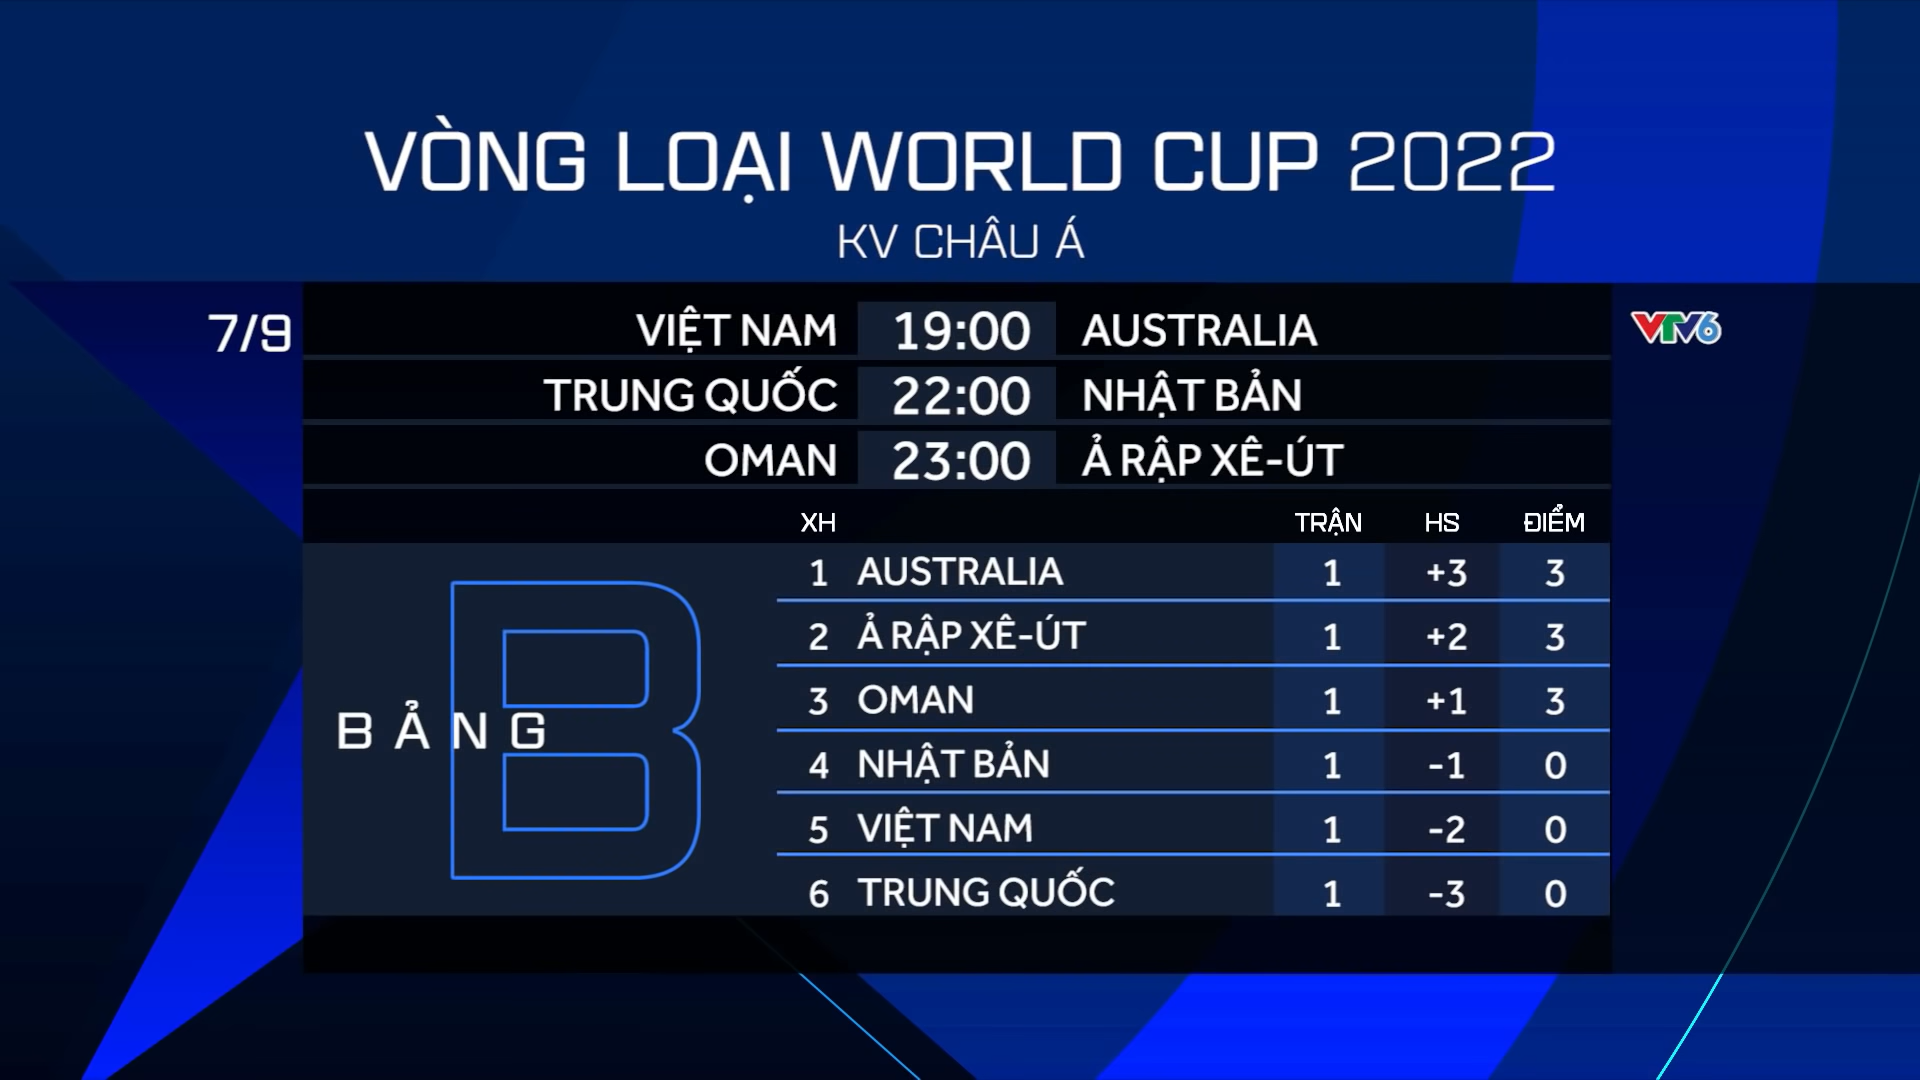 VÒNG LOẠI WORLD CUP 2022
KV CHÂU Á
7/9 VIỆT NAM 19:00 AUSTRALIA VTV6
TRUNG QUỐC 22:00 NHẬT BẢN
OMAN 23:00 Ả RẬP XÊ-ÚT
XH TRẬN HS ĐIỂM
1 AUSTRALIA 1 +3 3
2 Ả RẬP XÊ-ÚT 1 +2 3
3 OMAN 1 +1 3
BẢNG B
4 NHẬT BẢN 1 -1 0
5 VIỆT NAM 1 -2 0
6 TRUNG QUỐC 1 -3 0